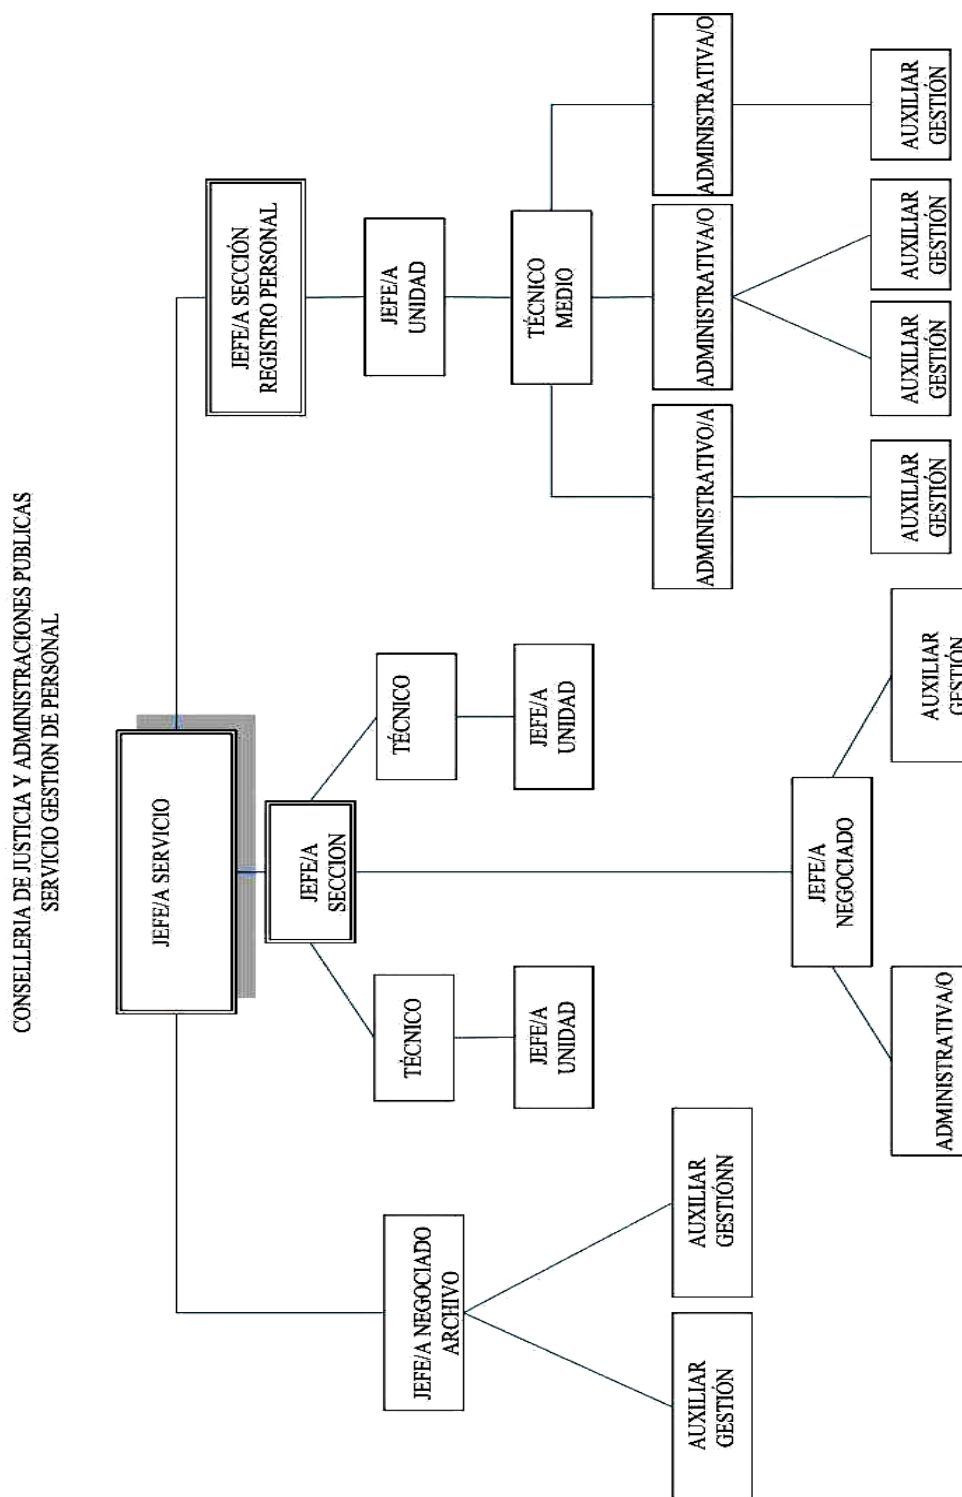 CONSELLERIA DE JUSTICIA Y ADMINISTRACIONES PUBLICAS
SERVICIO GESTION DE PERSONAL
JEFE/A SERVICIO
JEFE/A NEGOCIADO
ARCHIVO
AUXILIAR
GESTIÓN
AUXILIAR
GESTIÓNN
JEFE/A
SECCION
TÉCNICO
JEFE/A
UNIDAD
TÉCNICO
JEFE/A
UNIDAD
JEFE/A
NEGOCIADO
ADMINISTRATIVA/O
AUXILIAR
GESTIÓN
JEFE/A SECCIÓN
REGISTRO PERSONAL
JEFE/A
UNIDAD
TÉCNICO
MEDIO
ADMINISTRATIVO/A
ADMINISTRATIVA/O
ADMINISTRATIVA/O
AUXILIAR
GESTIÓN
AUXILIAR
GESTIÓN
AUXILIAR
GESTIÓN
AUXILIAR
GESTIÓN